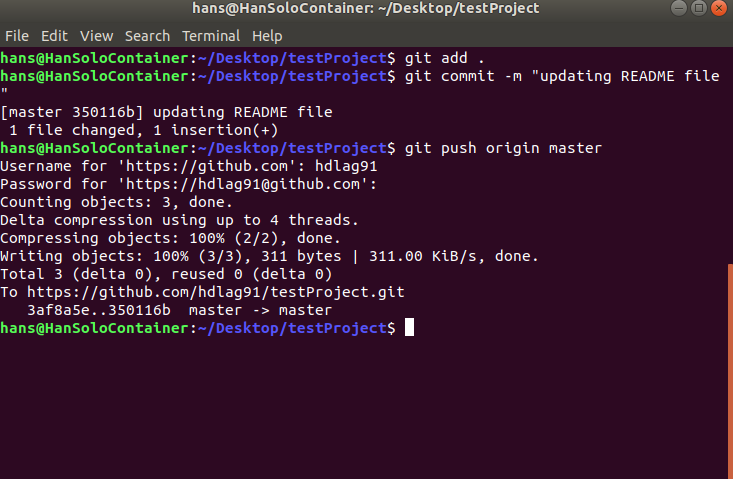 hans@HanSoloContainer: ~/Desktop/testProject
File Edit View Search Terminal Help
hans@HanSoloContainer:~/Desktop/testProject$ git add .
hans@HanSoloContainer:~/Desktop/testProject$ git commit -m "updating README file
"
[master 350116b] updating README file
 1 file changed, 1 insertion(+)
hans@HanSoloContainer:~/Desktop/testProject$ git push origin master
Username for 'https://github.com': hdlag91
Password for 'https://hdlag91@github.com':
Counting objects: 3, done.
Delta compression using up to 4 threads.
Compressing objects: 100% (2/2), done.
Writing objects: 100% (3/3), 311 bytes | 311.00 KiB/s, done.
Total 3 (delta 0), reused 0 (delta 0)
To https://github.com/hdlag91/testProject.git
   3af8a5e..350116b  master -> master
hans@HanSoloContainer:~/Desktop/testProject$